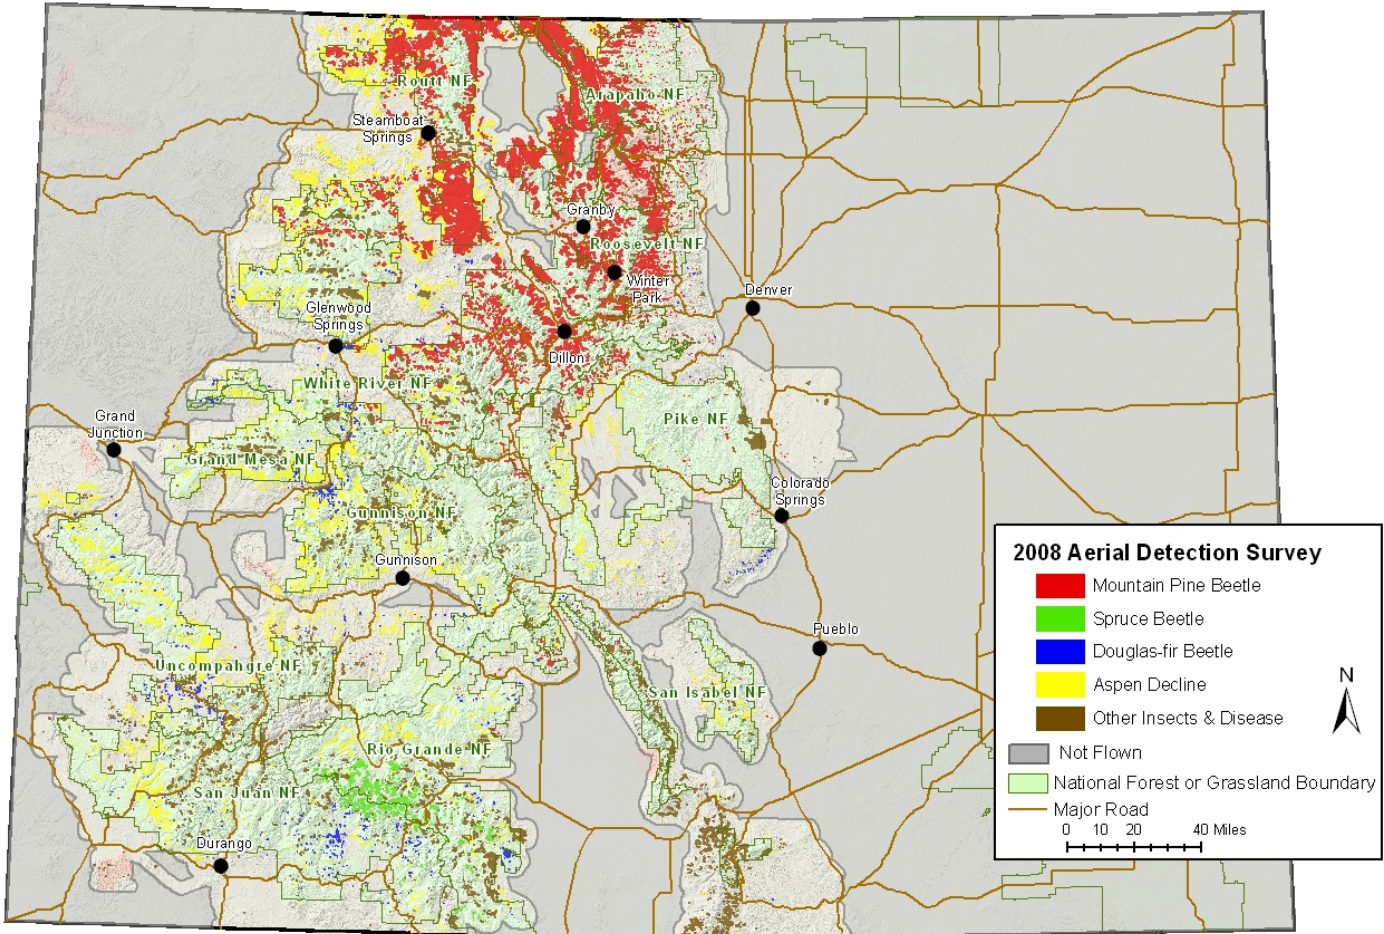 Routt NF
Arapaho NF
Steamboat
Springs
Granby
Roosevelt NF
Winter
Park
Denver
Glenwood
Springs
Dillon
White River NF
Grand
Junction
Pike NF
Grand Mesa NF
Colorado
Springs
Gunnison NF
Gunnison
Pueblo
Uncompahgre NF
San Isabel NF
Rio Grande NF
San Juan NF
Durango
2008 Aerial Detection Survey
Mountain Pine Beetle
Spruce Beetle
Douglas-fir Beetle
Aspen Decline
Other Insects & Disease
Not Flown
National Forest or Grassland Boundary
Major Road
0 10 20 40 Miles
N